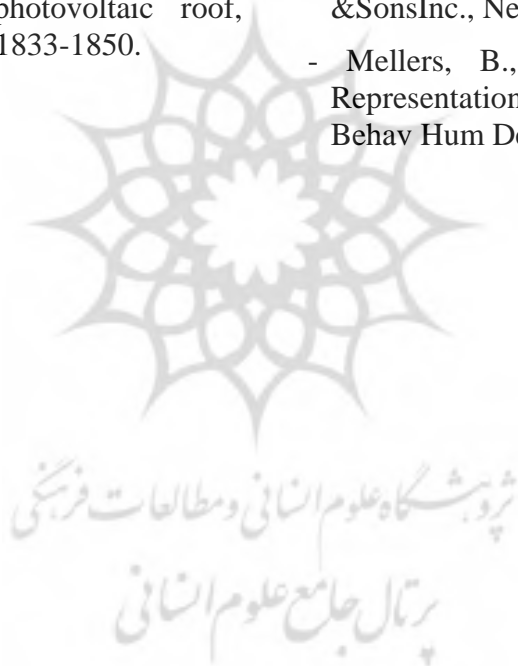 photovoltaic roof,
1833-1850.
&SonsInc., Ne
- Mellers, B.,
Representation
Behav Hum De
پژوهشگاه علوم انسانی و مطالعات فرهنگی
پرتال جامع علوم انسانی